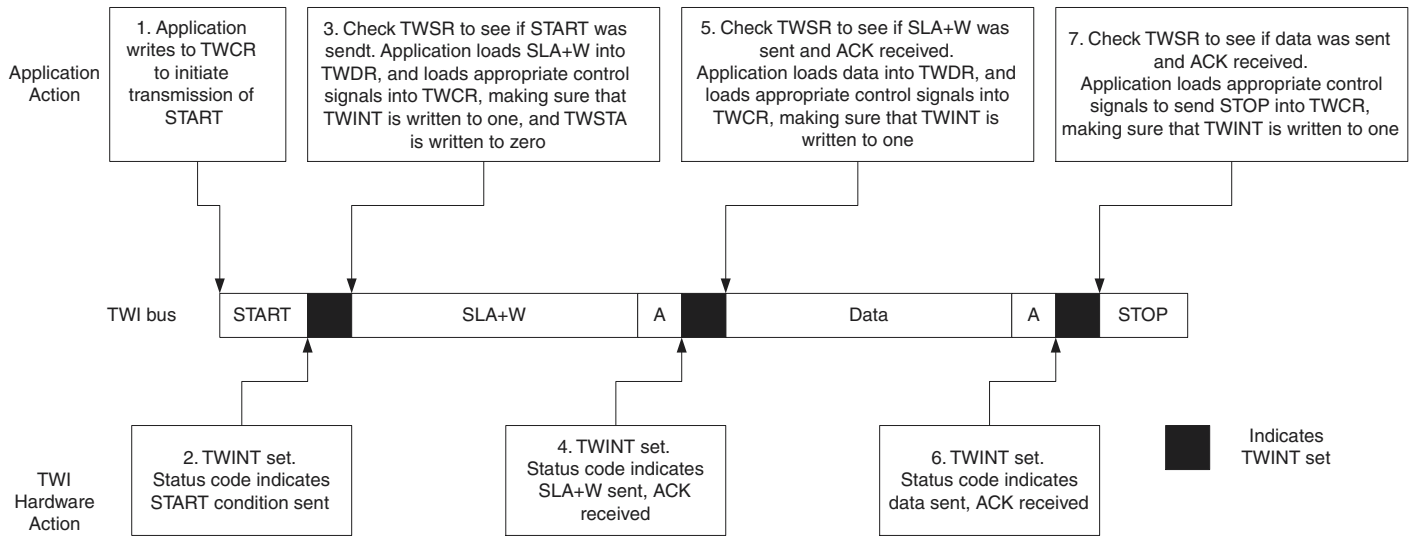 Application
Action
1. Application
writes to TWCR
to initiate
transmission of
START
3. Check TWSR to see if START was
sendt. Application loads SLA+W into
TWDR, and loads appropriate control
signals into TWCR, making sure that
TWINT is written to one, and TWSTA
is written to zero
5. Check TWSR to see if SLA+W was
sent and ACK received.
Application loads data into TWDR, and
loads appropriate control signals into
TWCR, making sure that TWINT is
written to one
7. Check TWSR to see if data was sent
and ACK received.
Application loads appropriate control
signals to send STOP into TWCR,
making sure that TWINT is written to one
TWI bus
START
SLA+W
A
Data
A
STOP
TWI
Hardware
Action
2. TWINT set.
Status code indicates
START condition sent
4. TWINT set.
Status code indicates
SLA+W sent, ACK
received
6. TWINT set.
Status code indicates
data sent, ACK received
Indicates
TWINT set